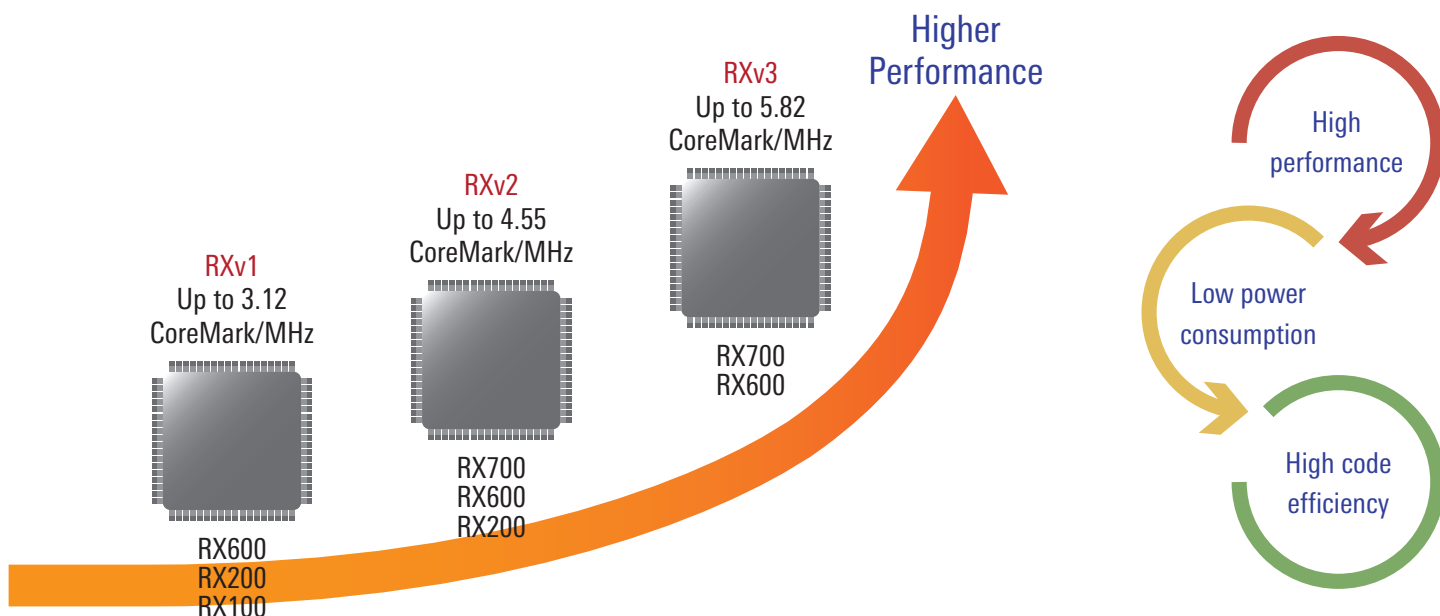 RXv1
Up to 3.12
CoreMark/MHz
RX600
RX200
RX100
RXv2
Up to 4.55
CoreMark/MHz
RX700
RX600
RX200
RXv3
Up to 5.82
CoreMark/MHz
RX700
RX600
Higher
Performance
High
performance
Low power
consumption
High code
efficiency